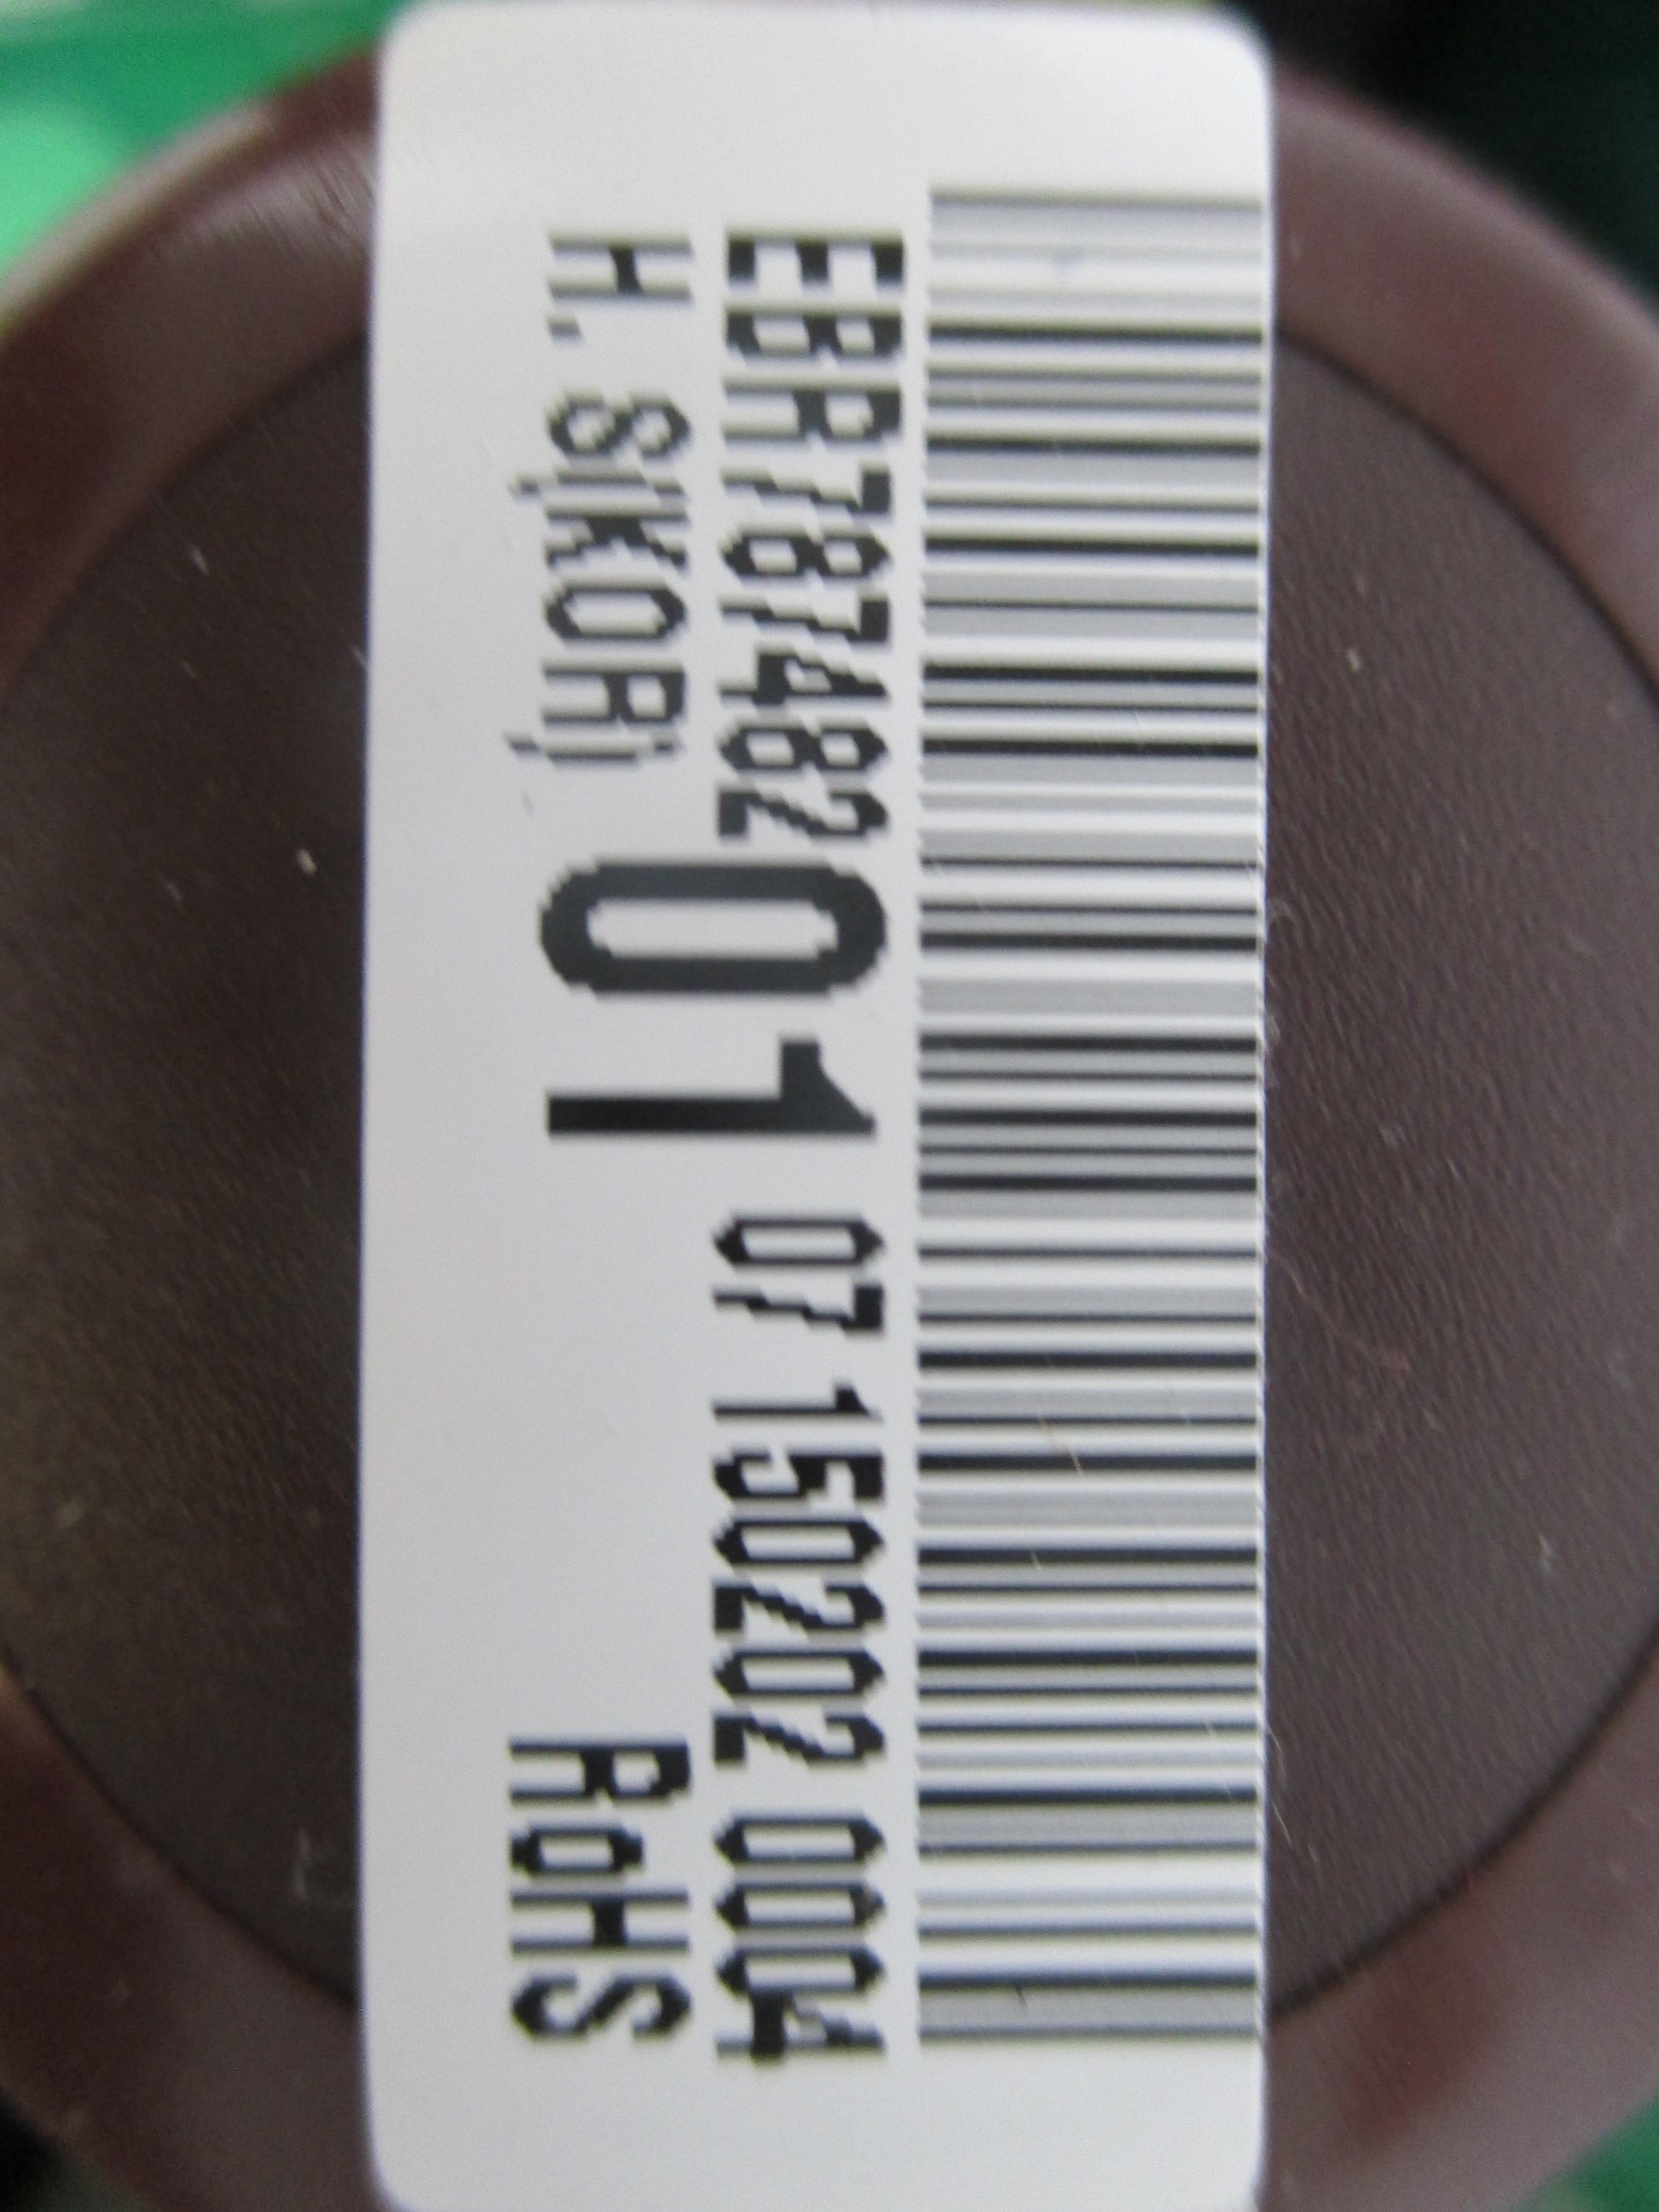 EBR78748201 07 150202 0004
H, S(KOR) RoHS